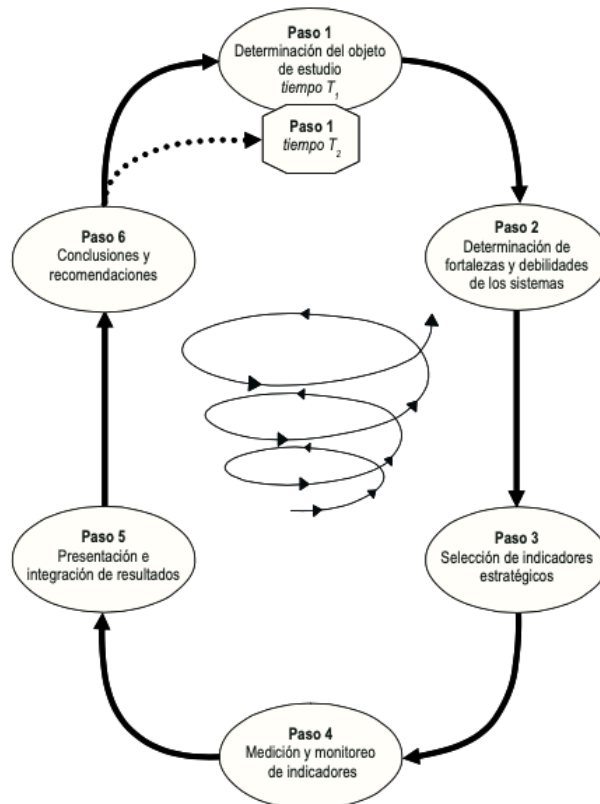 Paso 1
Determinación del objeto
de estudio
tiempo T₁
Paso 1
tiempo T₂
Paso 2
Determinación de
fortalezas y debilidades
de los sistemas
Paso 3
Selección de indicadores
estratégicos
Paso 4
Medición y monitoreo
de indicadores
Paso 5
Presentación e
integración de resultados
Paso 6
Conclusiones y
recomendaciones